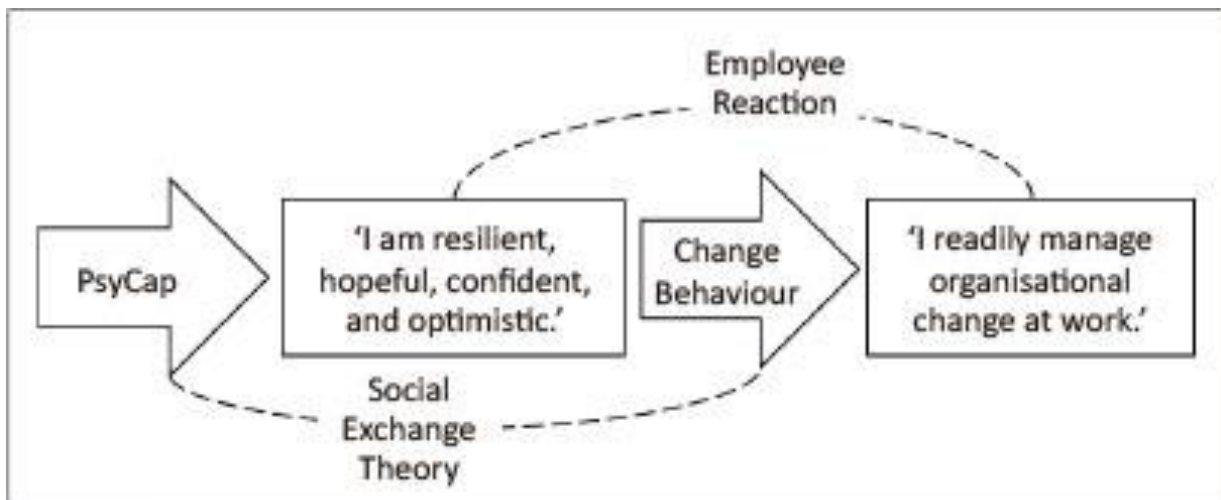 Employee
Reaction
PsyCap
‘I am resilient,
hopeful, confident,
and optimistic.’
Change
Behaviour
‘I readily manage
organisational
change at work.’
Social
Exchange
Theory